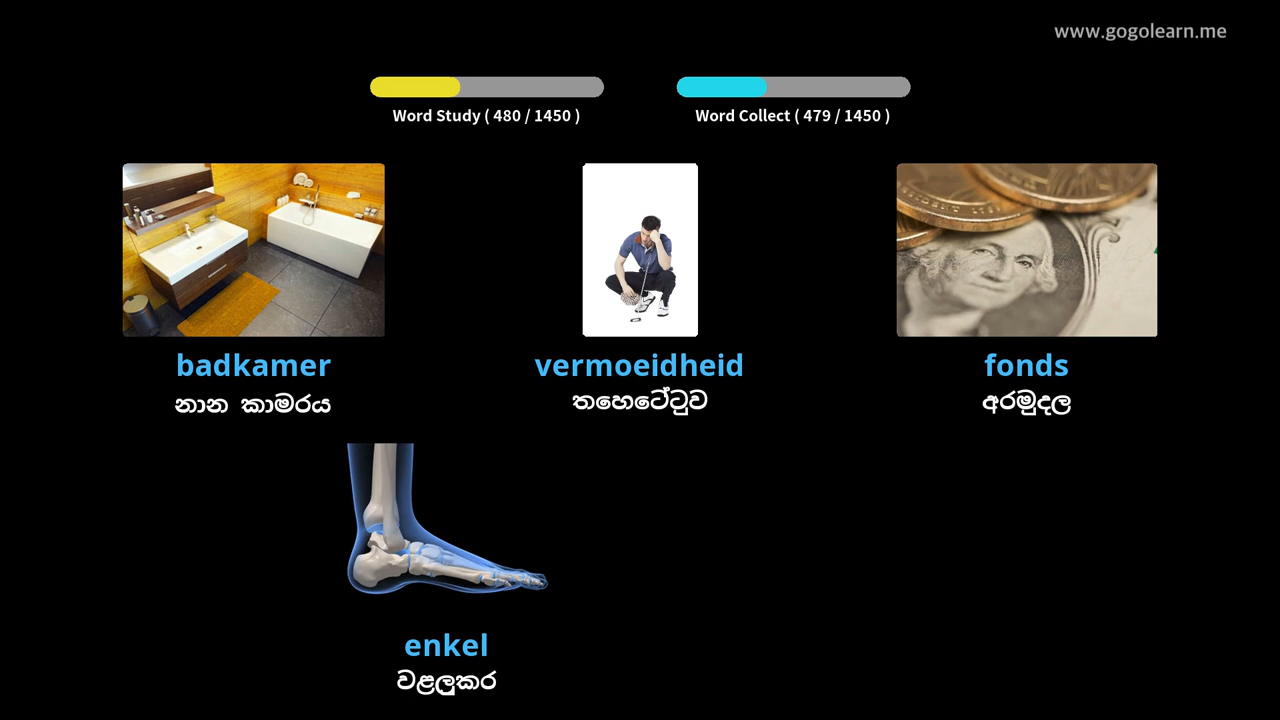 www.gogolearn.me
Word Study ( 480 / 1450 )
Word Collect ( 479 / 1450 )
badkamer
නාන කාමරය
vermoeidheid
තහෙටේටුව
fonds
අරමුදල
enkel
වළලුකර